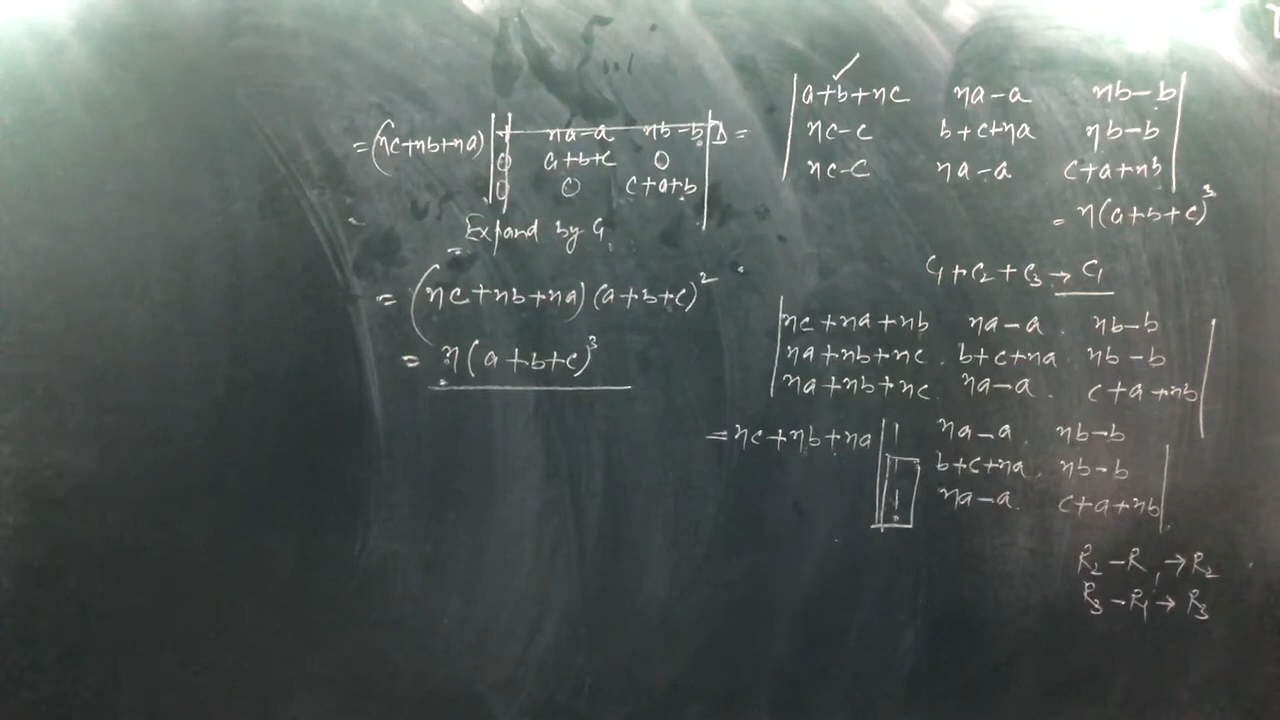 D = | a+b+nc na-a nb-b |
| nc-c b+c+na nb-b |
| nc-c na-a c+a+nb |
= n(a+b+c)³
C₁+C₂+C₃ → C₁
| nc+na+nb na-a nb-b |
| na+nb+nc b+c+na nb-b |
| na+nb+nc na-a c+a+nb |
= nc+nb+na | 1 na-a nb-b |
| 1 b+c+na nb-b |
| 1 na-a c+a+nb |
R₂-R₁→R₂
R₃-R₁→R₃
= (nc+nb+na) | 1 na-a nb-b |
| 0 a+b+c 0 |
| 0 0 c+a+b |
Expand by C₁
= (nc+nb+na)(a+b+c)²
= n(a+b+c)³